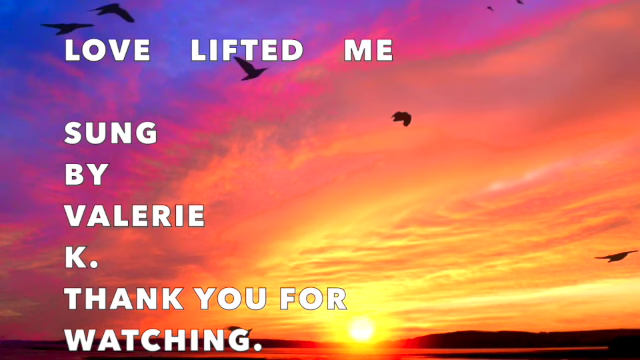 LOVE LIFTED ME
SUNG
BY
VALERIE
K.
THANK YOU FOR
WATCHING.